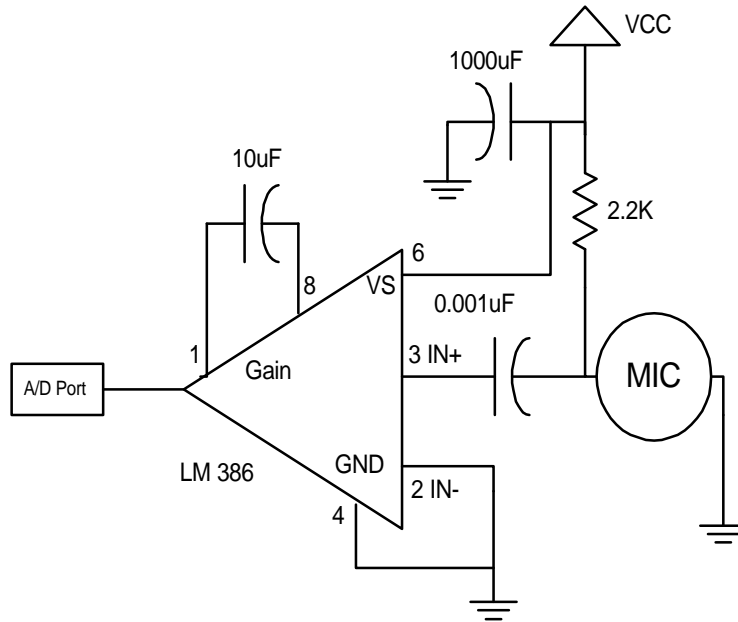 VCC
1000uF
10uF
2.2K
6
8
VS
0.001uF
1
3 IN+
Gain
MIC
A/D Port
GND
LM 386
2 IN-
4